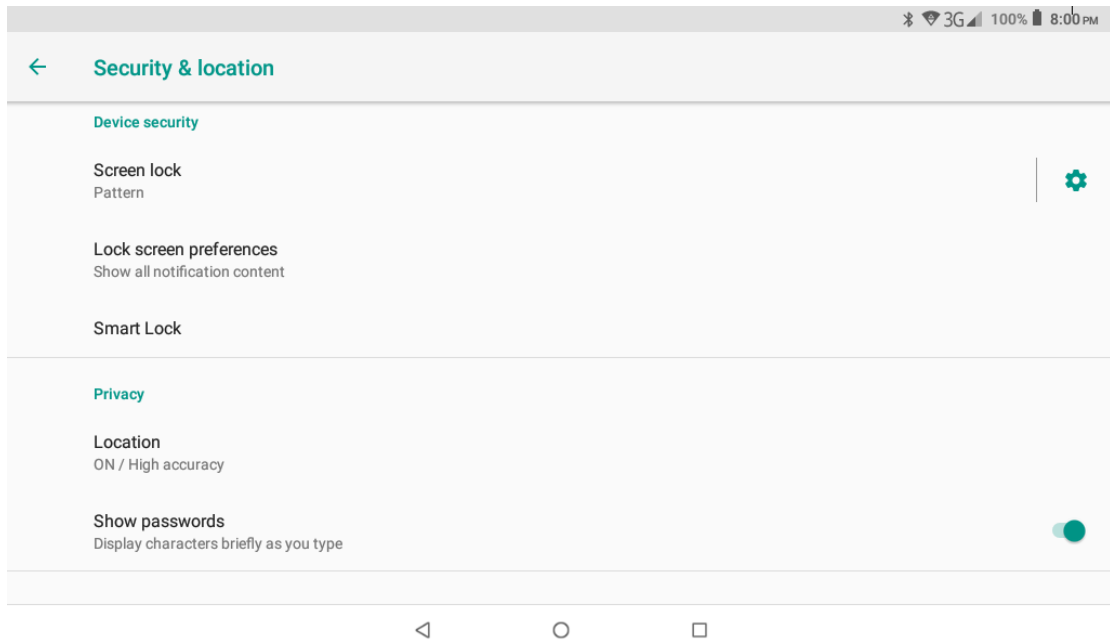 3G 100% 8:00 PM
Security & location
Device security
Screen lock
Pattern
Lock screen preferences
Show all notification content
Smart Lock
Privacy
Location
ON / High accuracy
Show passwords
Display characters briefly as you type